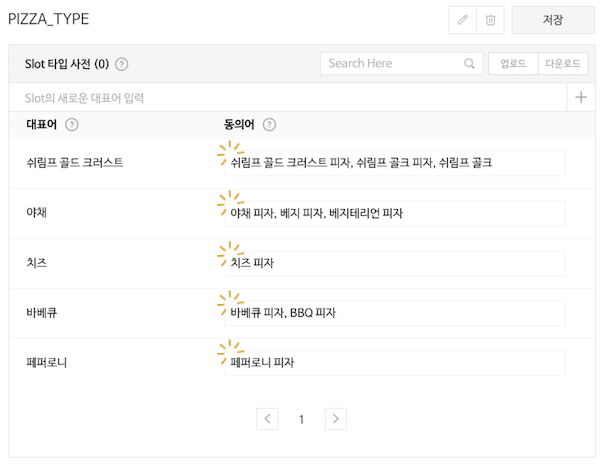 PIZZA_TYPE
저장
Slot 타입 사전 (0) ?
Search Here
업로드
다운로드
Slot의 새로운 대표어 입력
대표어 ? 동의어 ?
쉬림프 골드 크러스트 쉬림프 골드 크러스트 피자, 쉬림프 골크 피자, 쉬림프 골크
야채 야채 피자, 베지 피자, 베지테리언 피자
치즈 치즈 피자
바베큐 바베큐 피자, BBQ 피자
페퍼로니 페퍼로니 피자
1